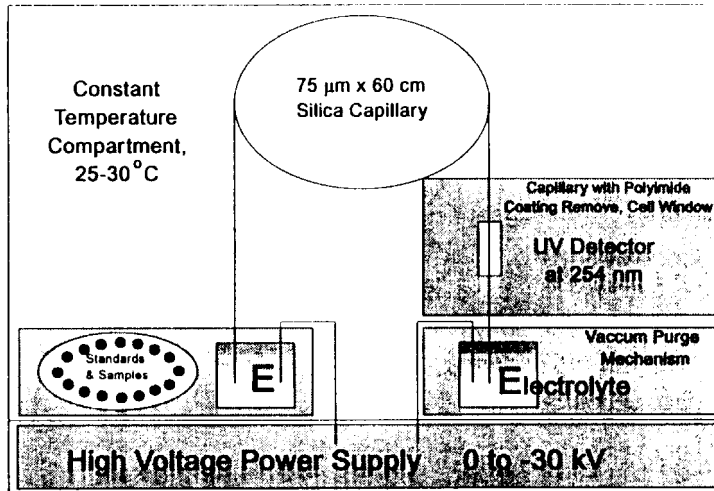 Constant
Temperature
Compartment,
25-30°C
75 µm x 60 cm
Silica Capillary
Capillary with Polyimide
Coating Remove, Cell Window
UV Detector
at 254 nm
Standards
& Samples
E
Vaccum Purge
Mechanism
Electrolyte
High Voltage Power Supply 0 to -30 kV